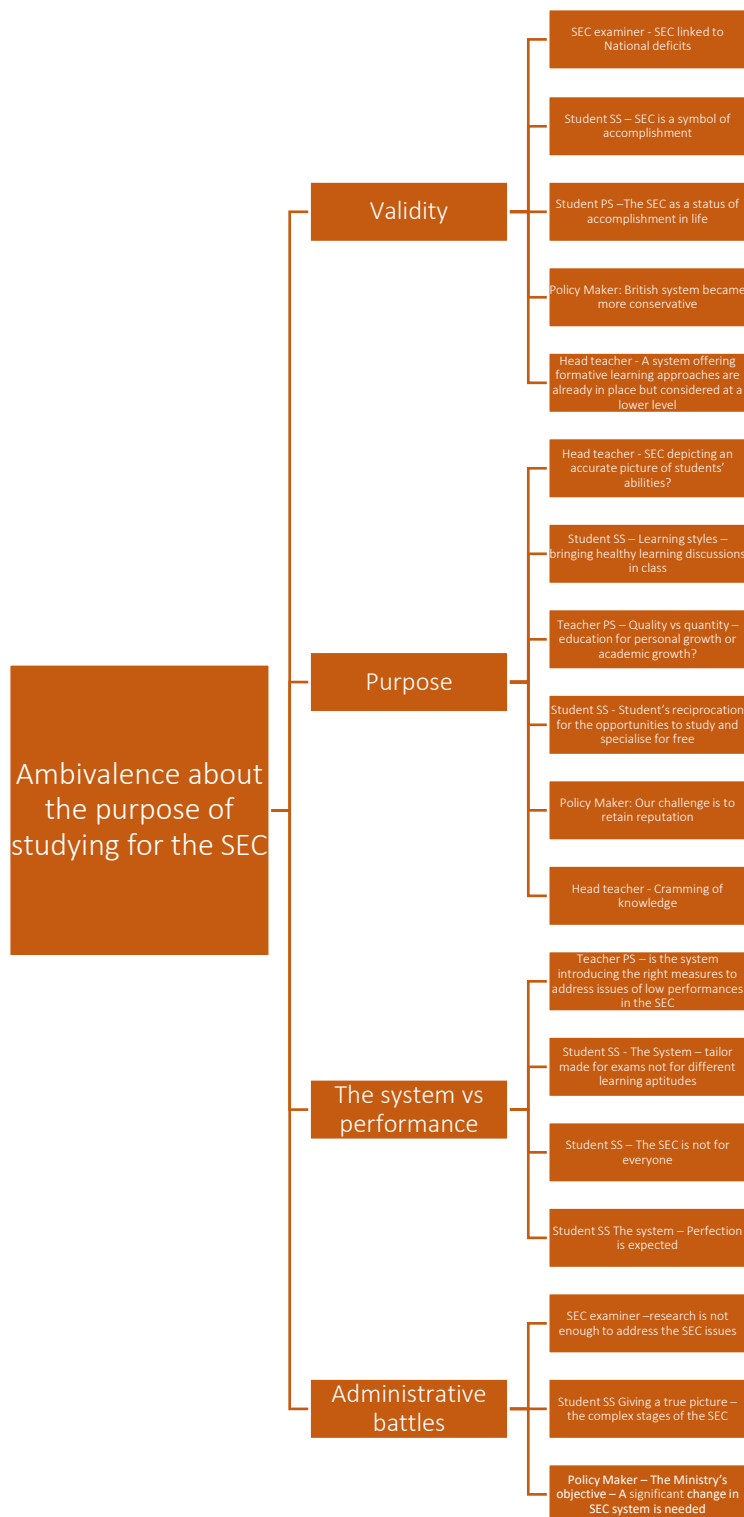 Ambivalence about
the purpose of
studying for the SEC
Validity
SEC examiner - SEC linked to
National deficits
Student SS – SEC is a symbol of
accomplishment
Student PS –The SEC as a status of
accomplishment in life
Policy Maker: British system became
more conservative
Head teacher - A system offering
formative learning approaches are
already in place but considered at a
lower level
Purpose
Head teacher - SEC depicting an
accurate picture of students’
abilities?
Student SS – Learning styles –
bringing healthy learning discussions
in class
Teacher PS – Quality vs quantity –
education for personal growth or
academic growth?
Student SS - Student’s reciprocation
for the opportunities to study and
specialise for free
Policy Maker: Our challenge is to
retain reputation
Head teacher - Cramming of
knowledge
The system vs
performance
Teacher PS – is the system
introducing the right measures to
address issues of low performances
in the SEC
Student SS - The System – tailor
made for exams not for different
learning aptitudes
Student SS – The SEC is not for
everyone
Student SS The system – Perfection
is expected
Administrative
battles
SEC examiner –research is not
enough to address the SEC issues
Student SS Giving a true picture –
the complex stages of the SEC
Policy Maker – The Ministry’s
objective – A significant change in
SEC system is needed